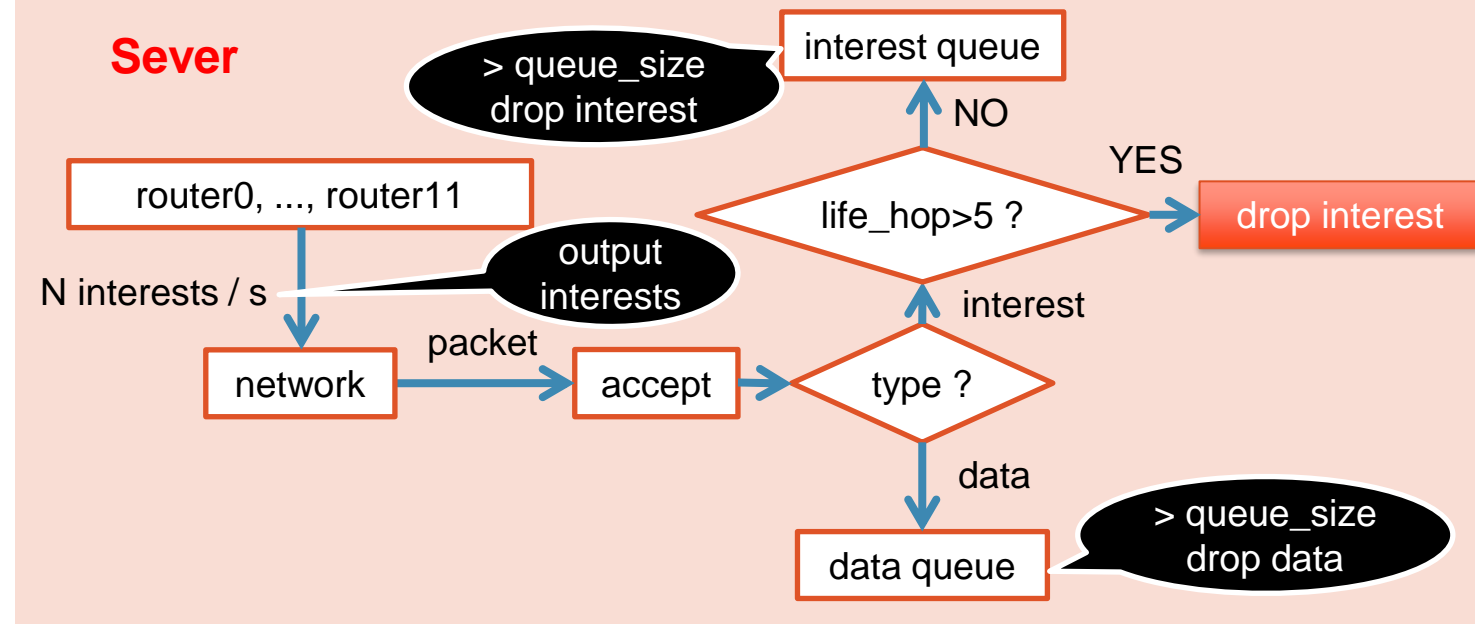 Sever
> queue_size
drop interest
interest queue
NO
YES
router0, ..., router11
life_hop>5 ?
drop interest
output
interests
N interests / s
interest
packet
network
accept
type ?
data
> queue_size
drop data
data queue